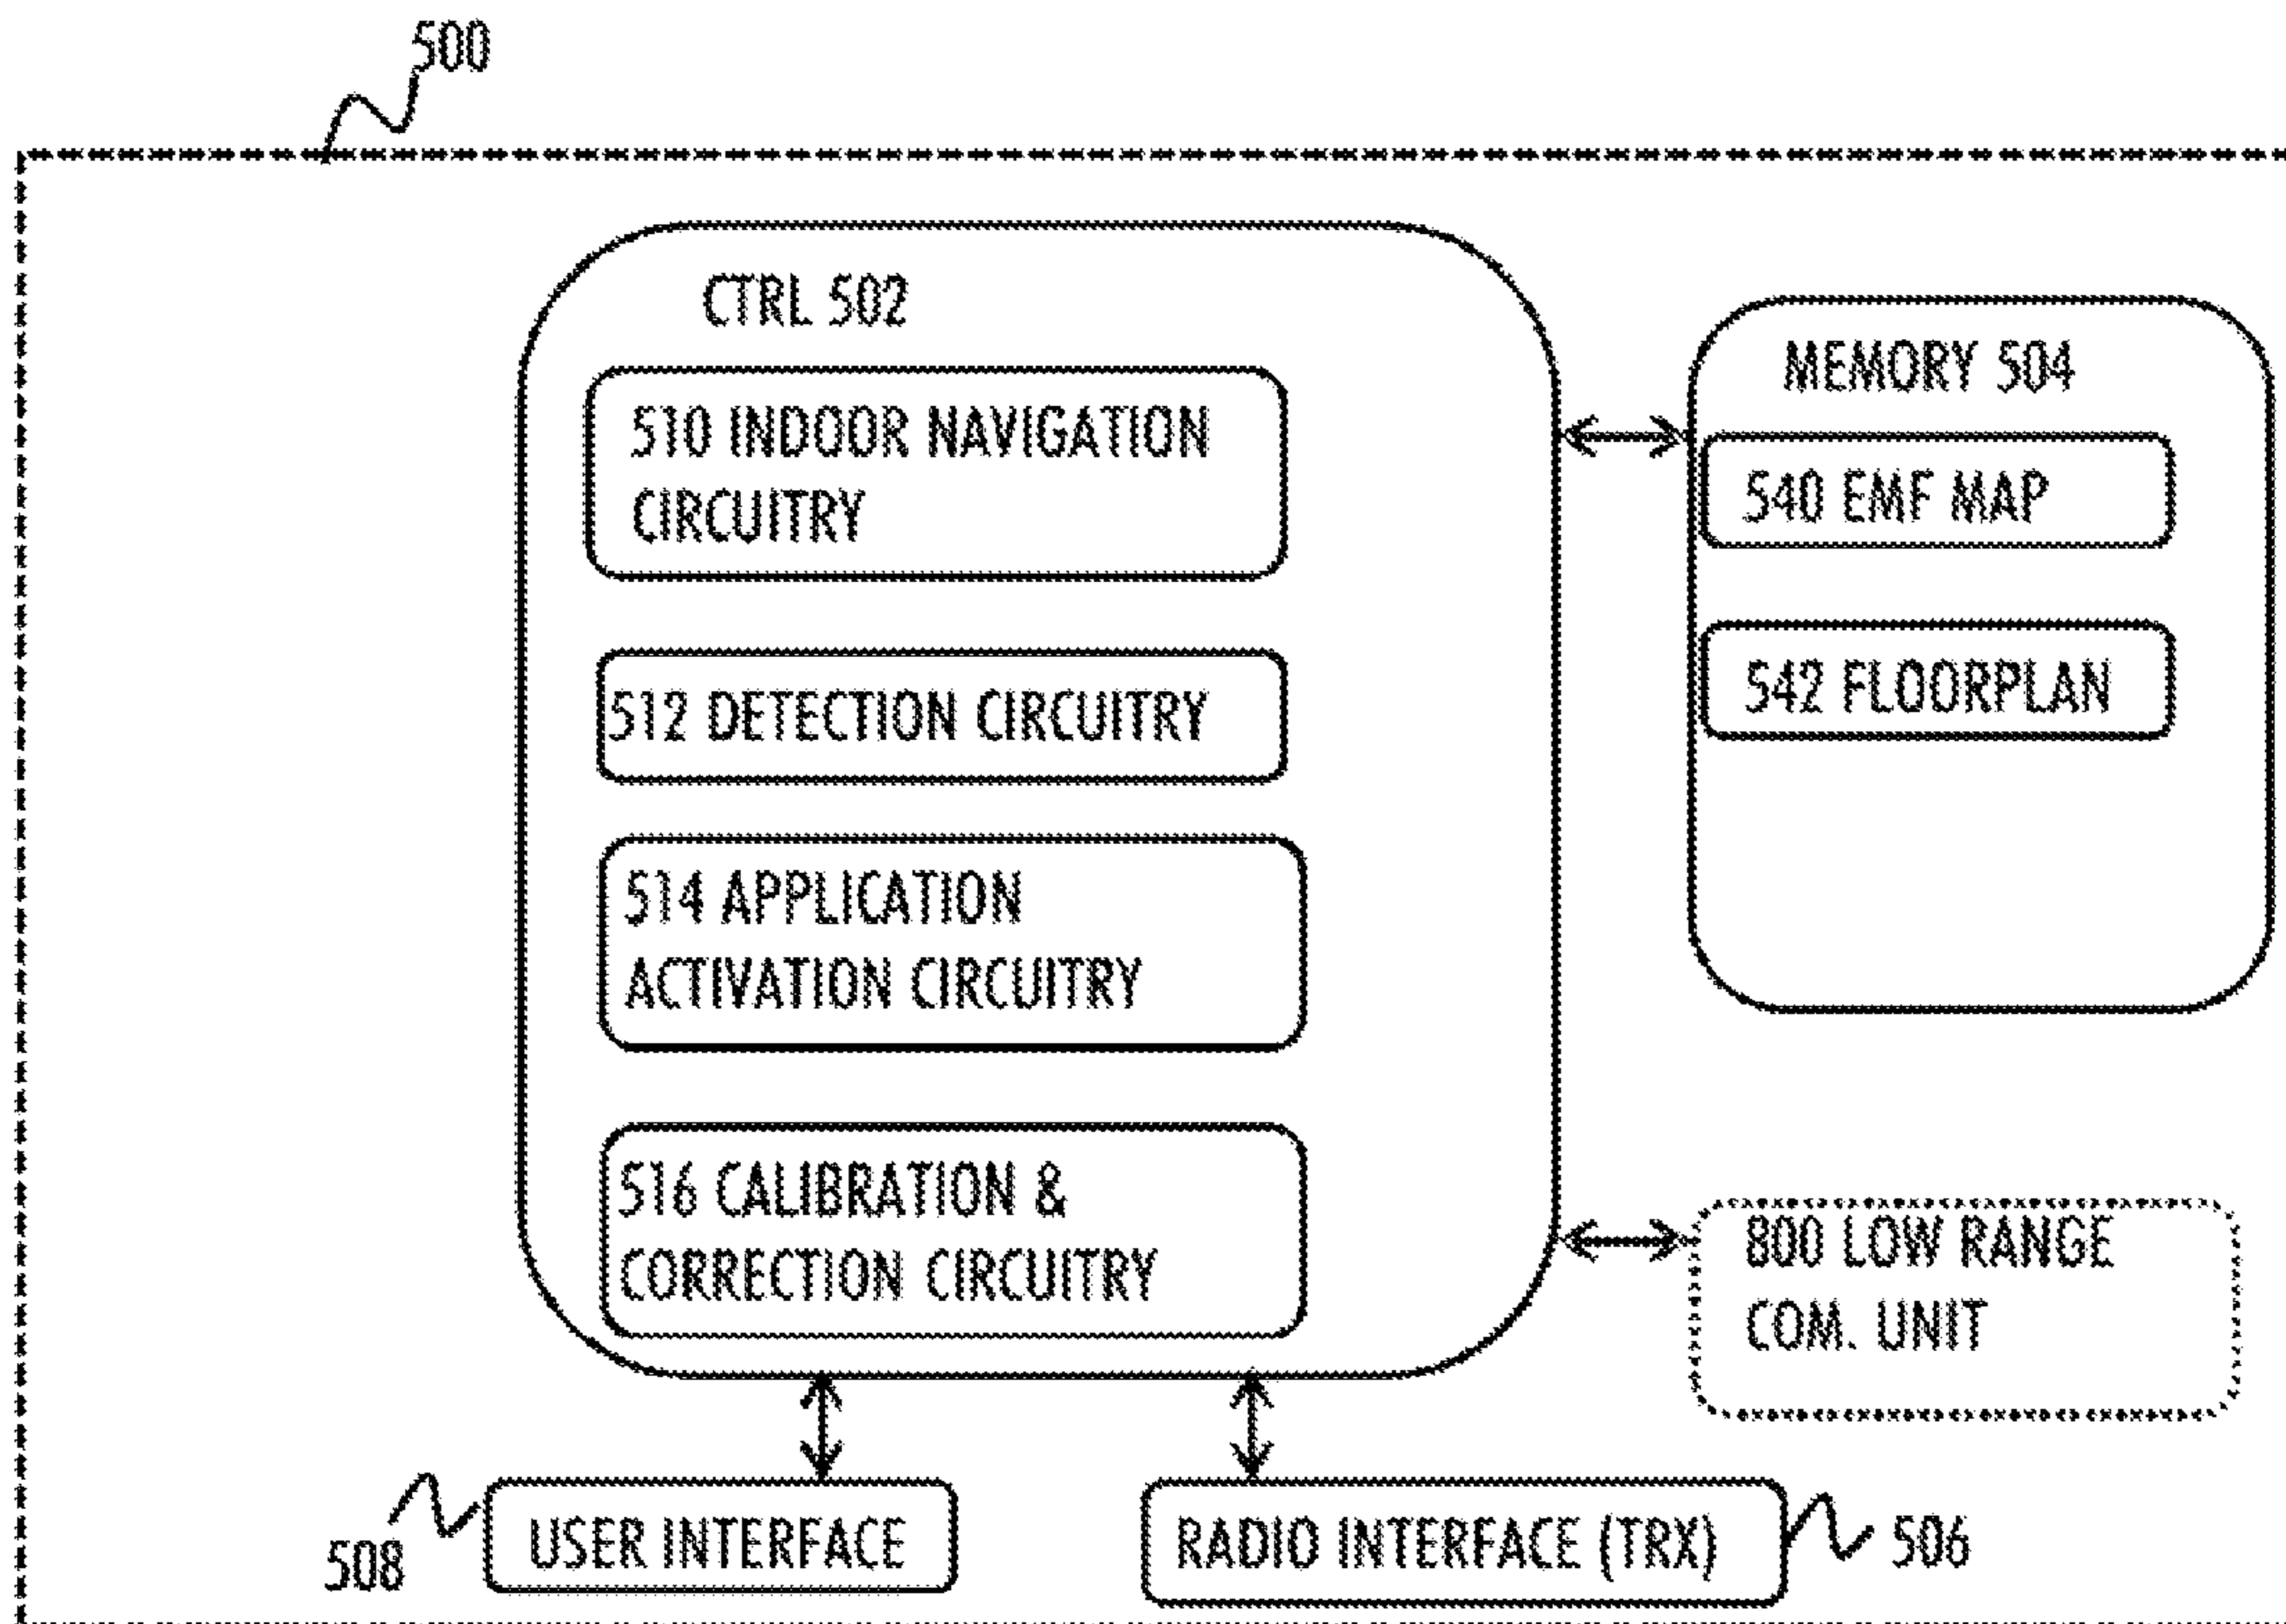 500
CTRL 502
510 INDOOR NAVIGATION
CIRCUITRY
512 DETECTION CIRCUITRY
514 APPLICATION
ACTIVATION CIRCUITRY
516 CALIBRATION &
CORRECTION CIRCUITRY
MEMORY 504
540 EMF MAP
542 FLOORPLAN
800 LOW RANGE
COM. UNIT
508
USER INTERFACE
RADIO INTERFACE (TRX)
506